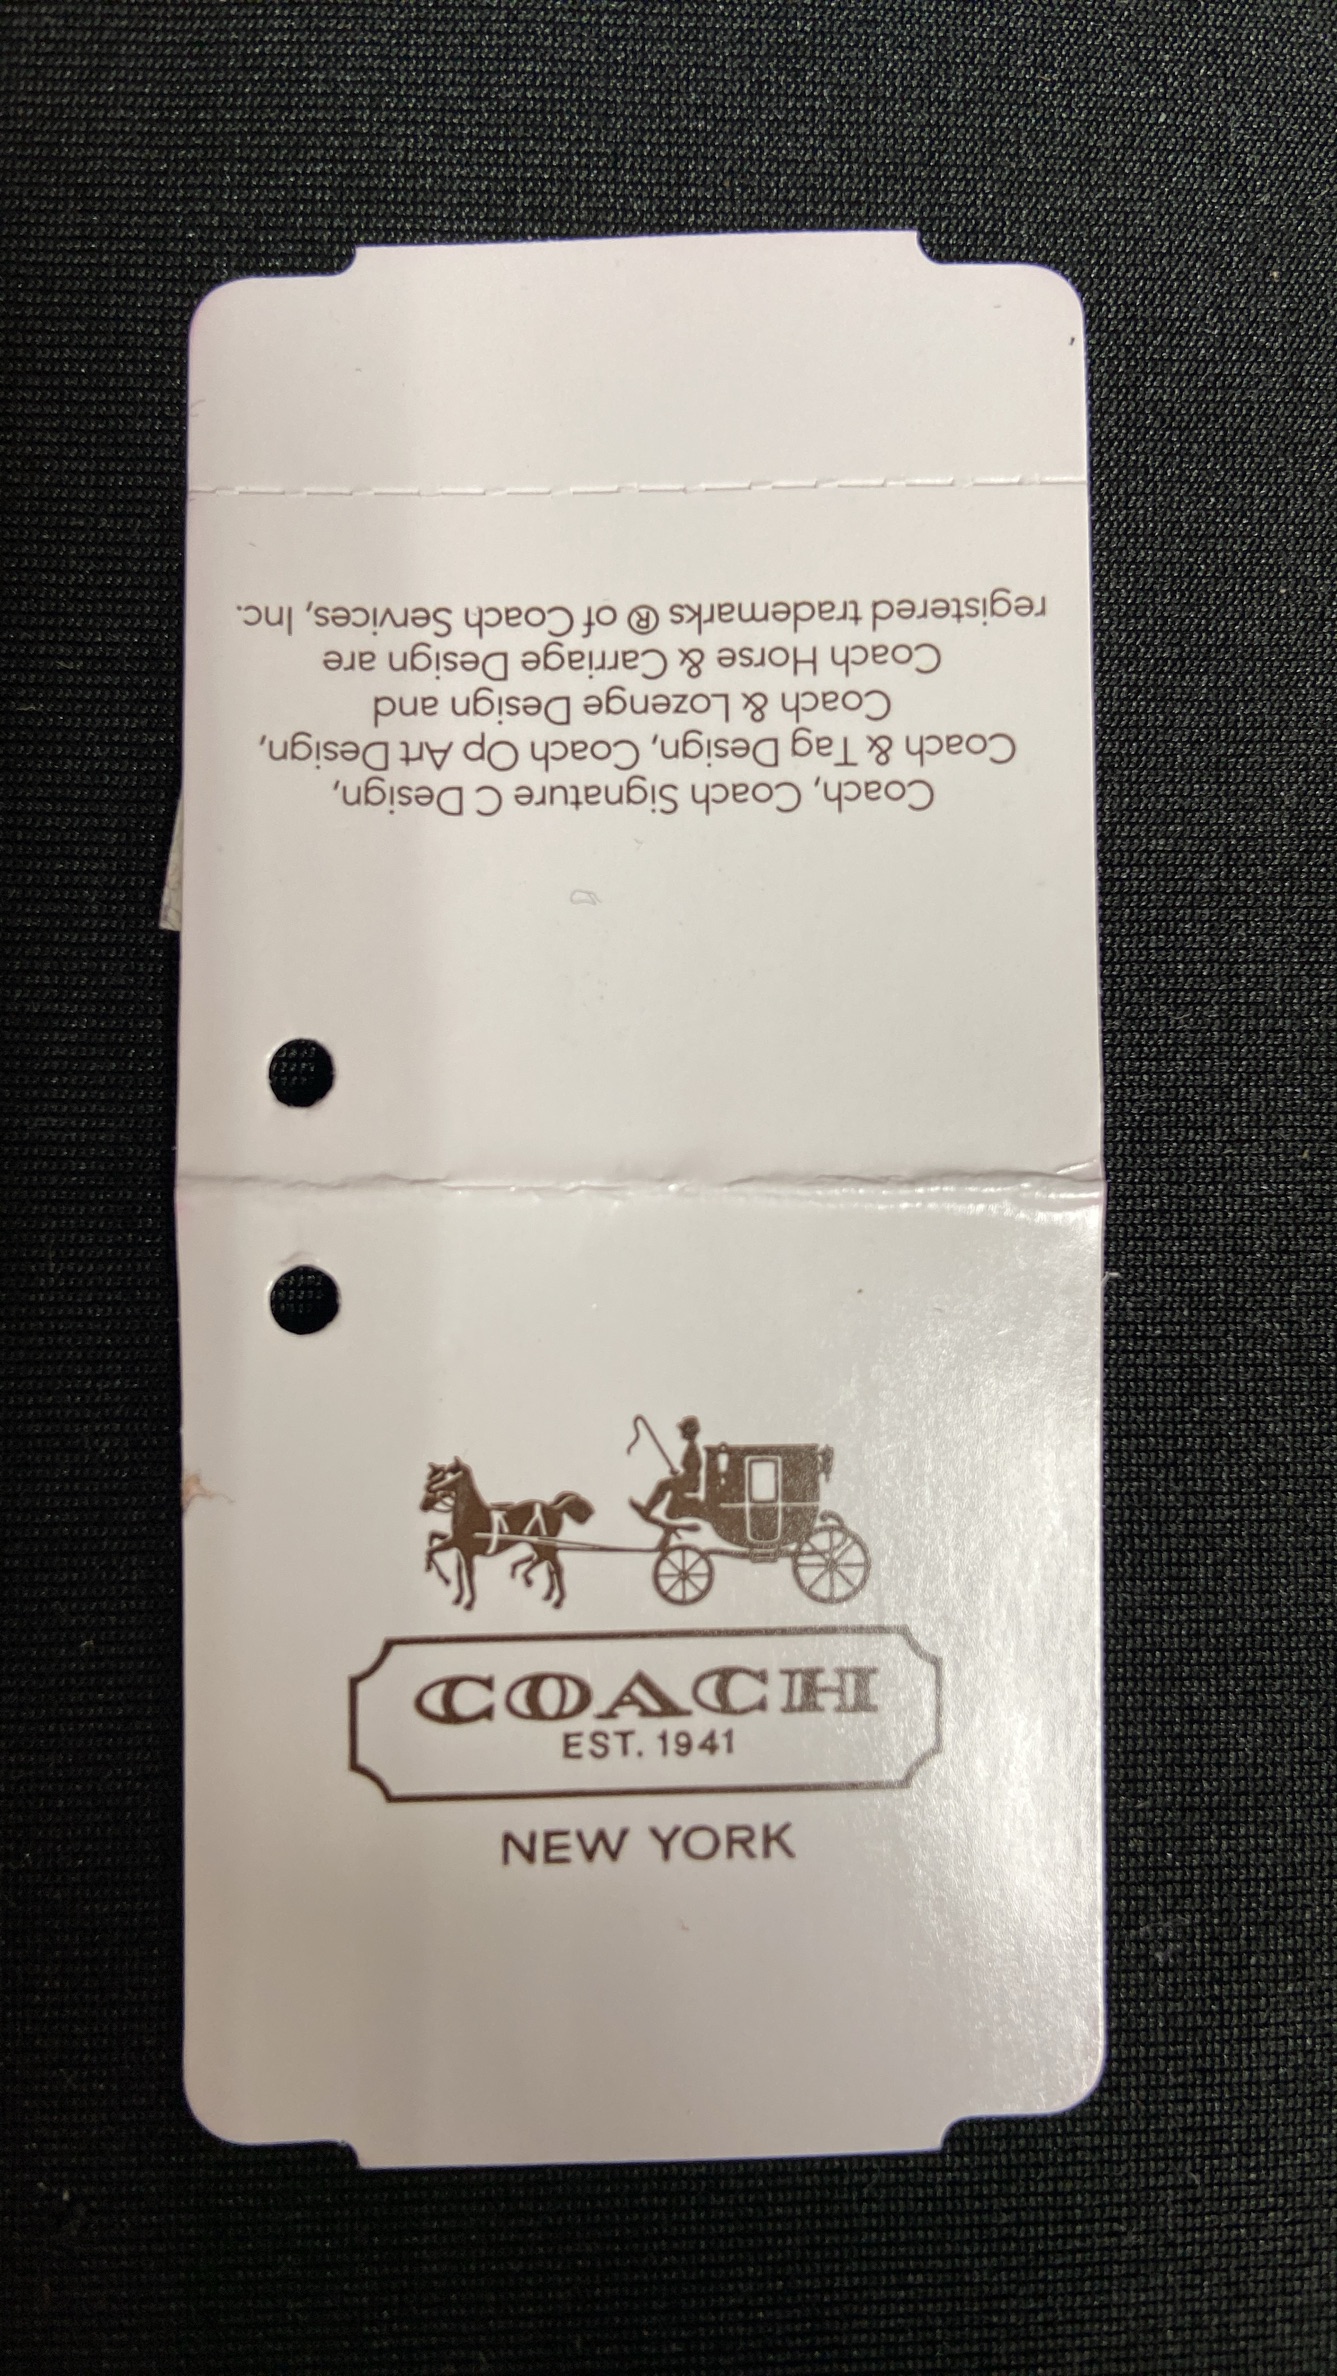 Coach, Coach Signature C Design,
Coach & Tag Design, Coach Op Art Design,
Coach & Lozenge Design and
Coach Horse & Carriage Design are
registered trademarks ® of Coach Services, Inc.
COACH
EST. 1941
NEW YORK